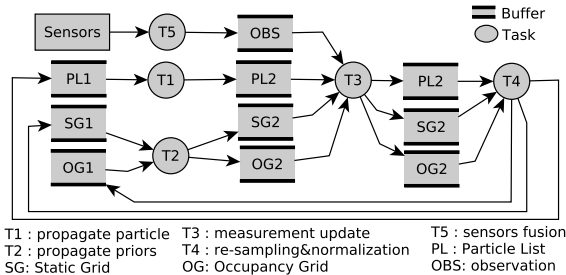 Buffer
Task
Sensors
T5
OBS
PL1
T1
PL2
T3
PL2
T4
SG1
SG2
SG2
OG1
T2
OG2
OG2
T1 : propagate particle
T2 : propagate priors
SG: Static Grid
T3 : measurement update
T4 : re-sampling&normalization
OG: Occupancy Grid
T5 : sensors fusion
PL : Particle List
OBS: observation